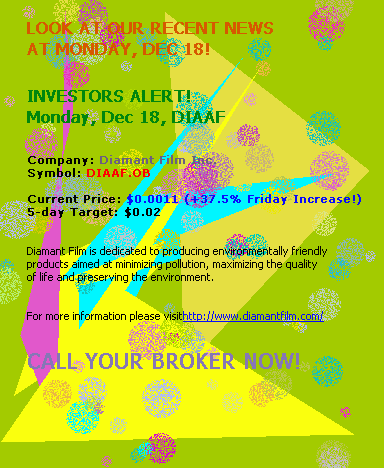 LOOK AT OUR RECENT NEWS
AT MONDAY, DEC 18!
INVESTORS ALERT!
Monday, Dec 18, DIAAF
Company: Diamant Film Inc
Symbol: DIAAF.OB
Current Price: $0.0011 (+37.5% Friday Increase!)
5-day Target: $0.02
Diamant Film is dedicated to producing environmentally friendly
products aimed at minimizing pollution, maximizing the quality
of life and preserving the environment.
For more information please visithttp://www.diamantfilm.com/
CALL YOUR BROKER NOW!